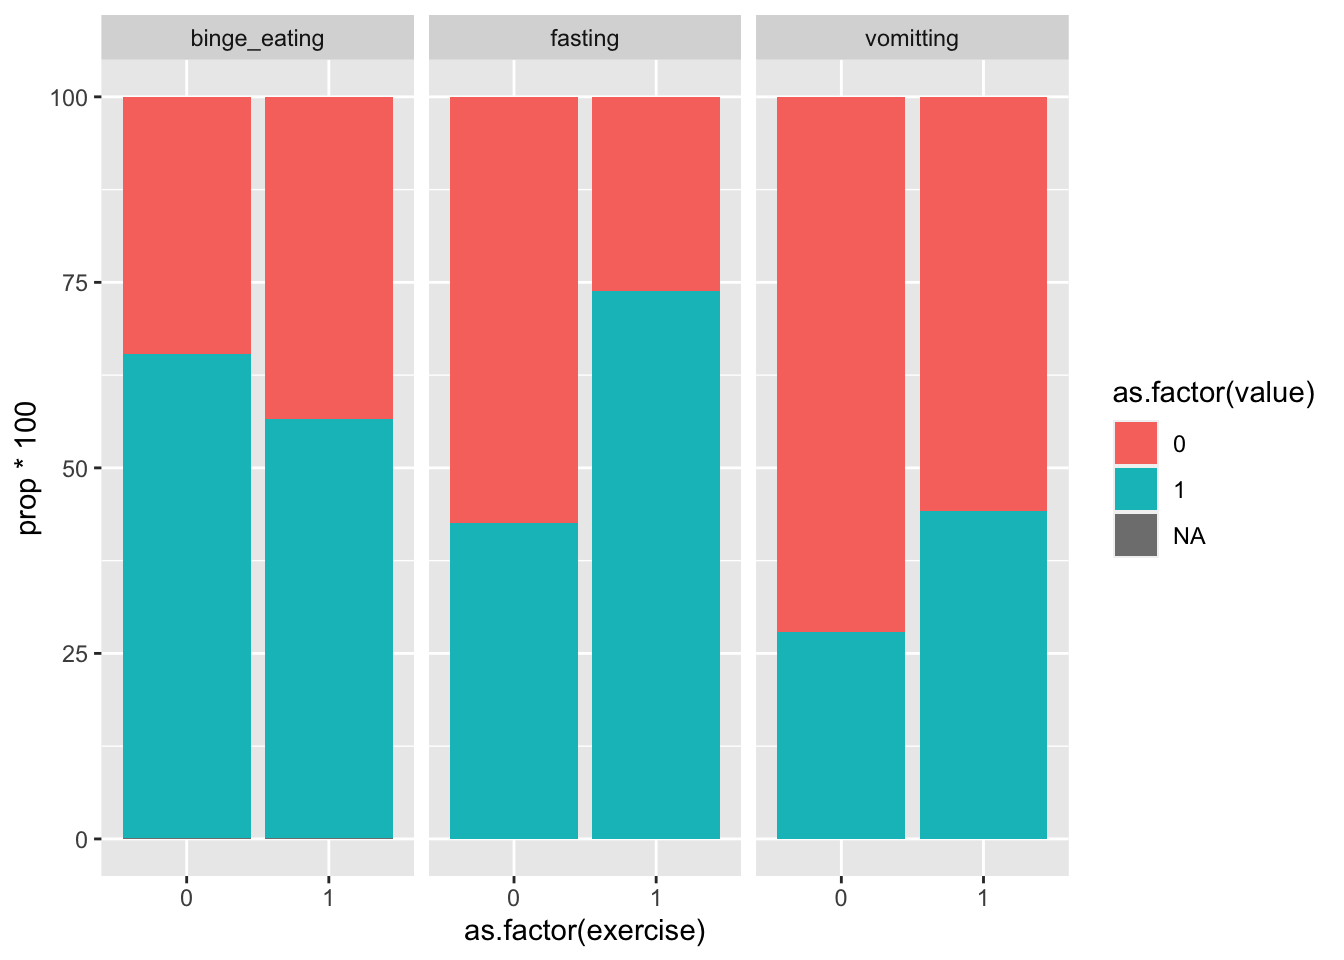 binge_eating fasting vomitting
100
75
50
25
0
prop * 100
0 1 0 1 0 1
as.factor(exercise)
as.factor(value)
0
1
NA